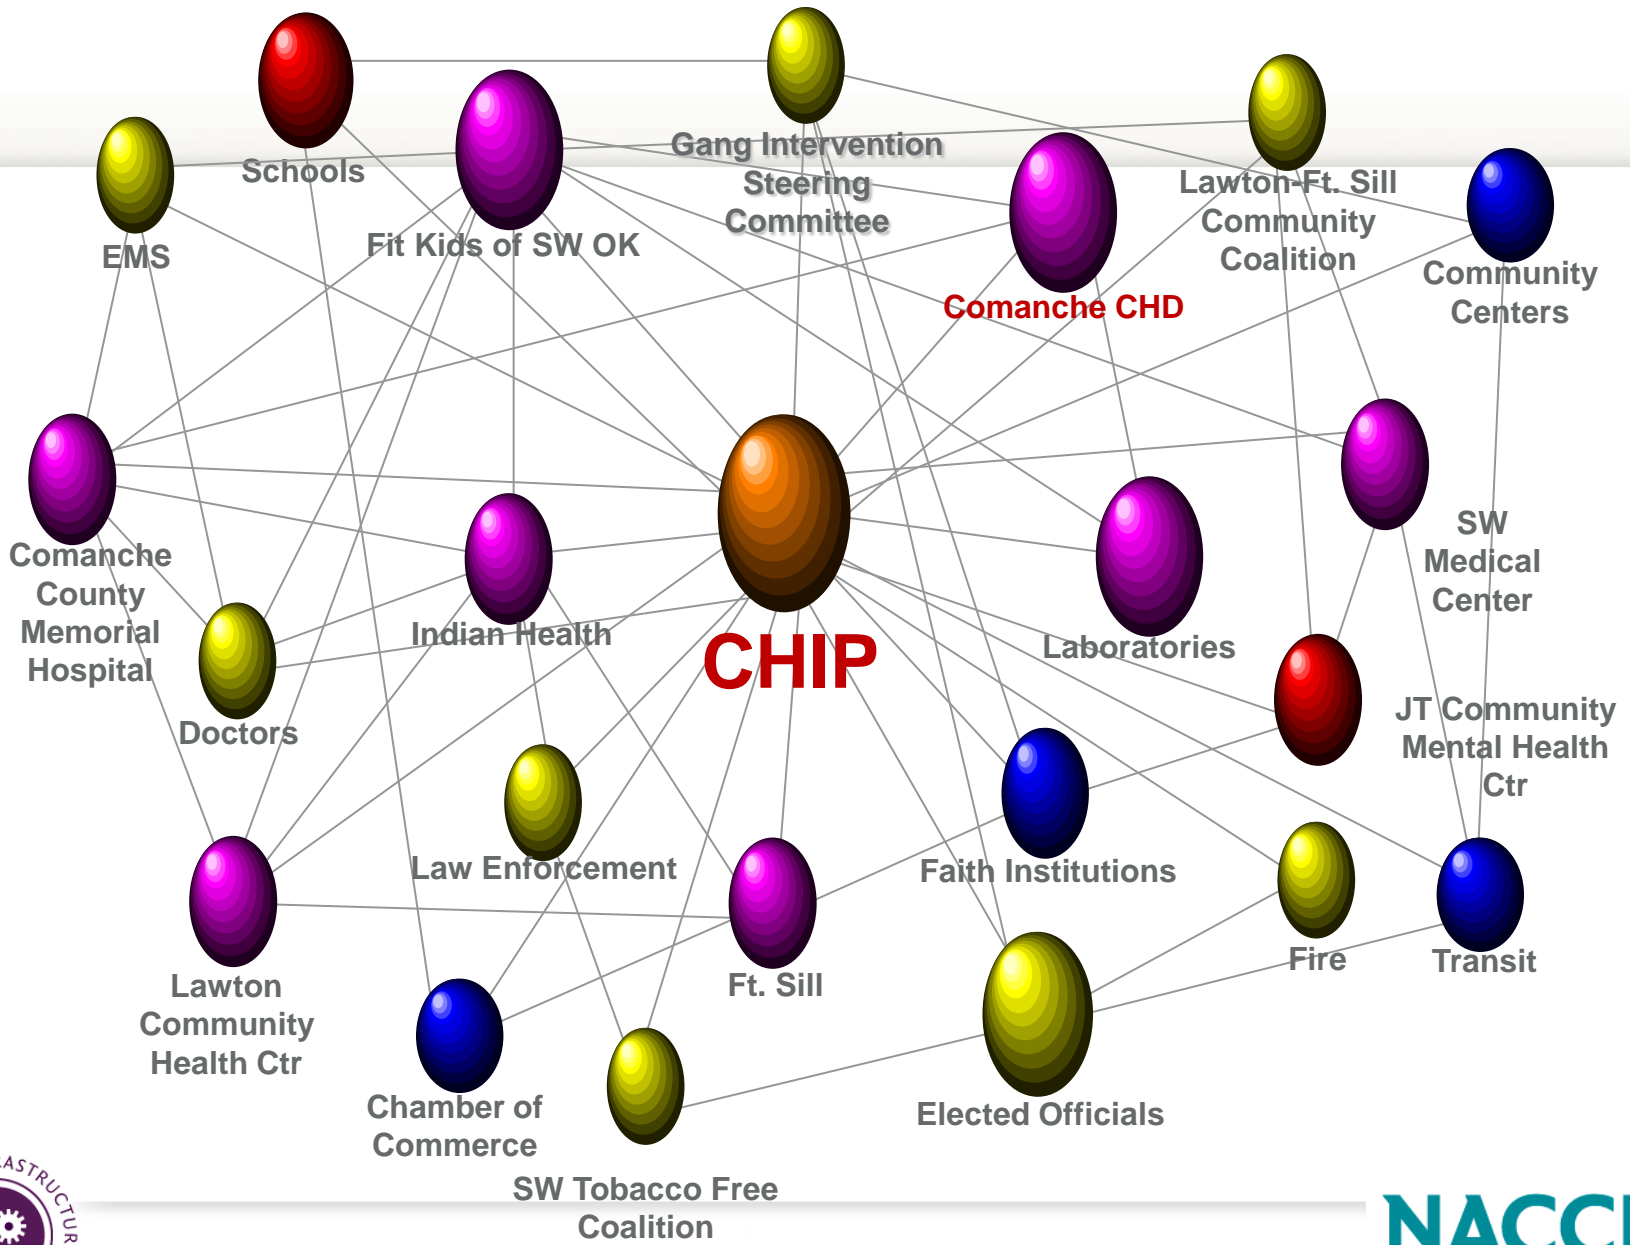 Schools
Gang Intervention
Steering
Committee
Lawton-Ft. Sill
Community
Coalition
EMS
Fit Kids of SW OK
Comanche CHD
Community
Centers
Comanche
County
Memorial
Hospital
Indian Health
CHIP
Laboratories
SW
Medical
Center
Doctors
JT Community
Mental Health
Ctr
Law Enforcement
Faith Institutions
Fire
Transit
Lawton
Community
Health Ctr
Ft. Sill
Chamber of
Commerce
Elected Officials
SW Tobacco Free
Coalition